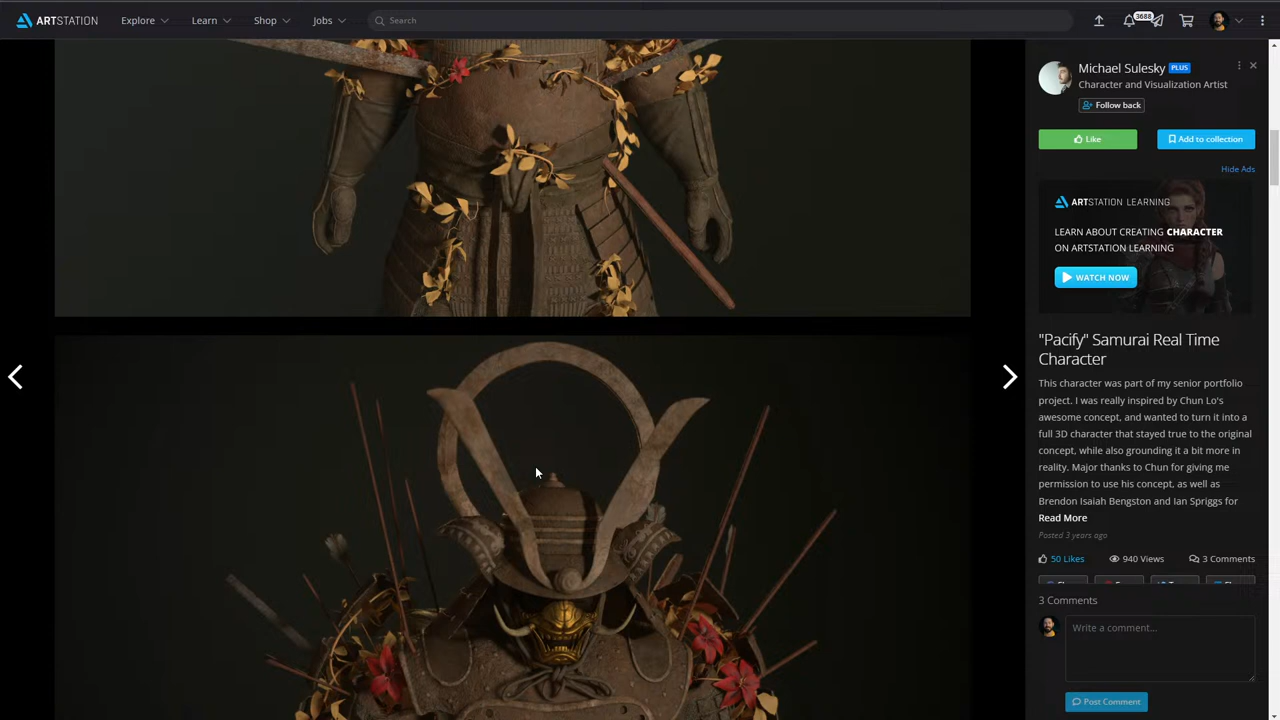 ARTSTATION
Explore
Learn
Shop
Jobs
Search
3688
Michael Sulesky PLUS
Character and Visualization Artist
Follow back
Like
Add to collection
Hide Ads
ARTSTATION LEARNING
LEARN ABOUT CREATING CHARACTER
ON ARTSTATION LEARNING
WATCH NOW
"Pacify" Samurai Real Time
Character
This character was part of my senior portfolio
project. I was really inspired by Chun Lo's
awesome concept, and wanted to turn it into a
full 3D character that stayed true to the original
concept, while also grounding it a bit more in
reality. Major thanks to Chun for giving me
permission to use his concept, as well as
Brendon Isaiah Bengston and Ian Spriggs for
Read More
Posted 3 years ago
50 Likes
940 Views
3 Comments
3 Comments
Write a comment...
Post Comment